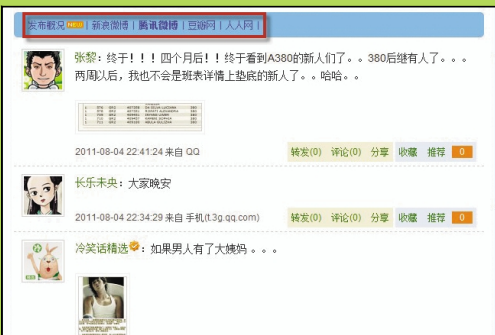 发布概况 | 新浪微博 | 腾讯微博 | 豆瓣网 | 人人网 |
张黎：终于！！！四个月后！！终于看到A380的新人们了。。380后继有人了。。。
两周以后，我也不会是班表详情上垫底的新人了。。哈哈。。
2011-08-04 22:41:24 来自 QQ 转发(0) 评论(0) 分享 收藏 推荐 0
长乐未央：大家晚安
2011-08-04 22:34:29 来自 手机(t.3g.qq.com) 转发(0) 评论(0) 分享 收藏 推荐 0
冷笑话精选：如果男人有了大姨妈 。。。